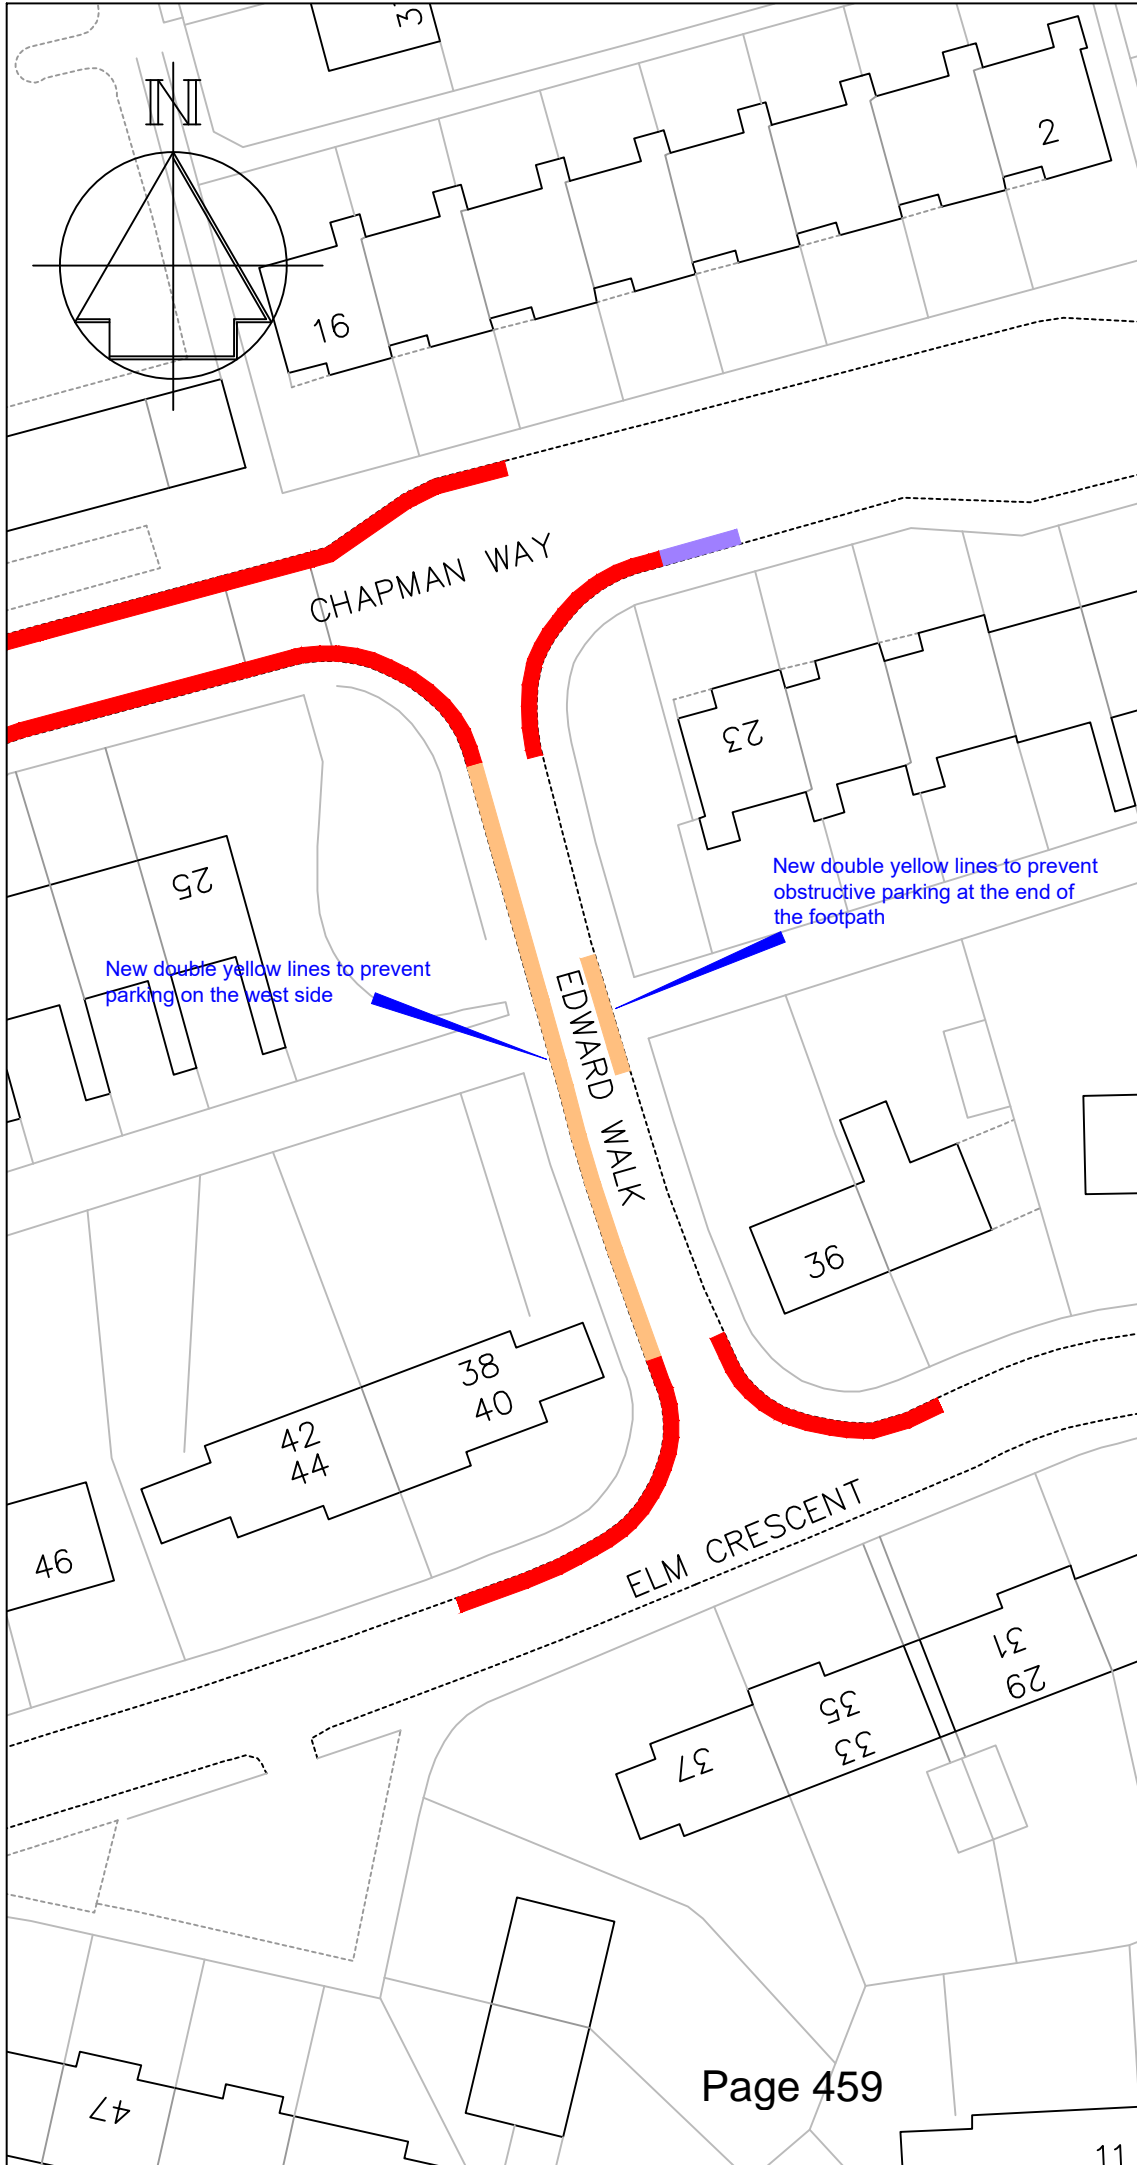 3
N
2
16
CHAPMAN WAY
23
25
New double yellow lines to prevent
obstructive parking at the end of
the footpath
New double yellow lines to prevent
parking on the west side
EDWARD WALK
36
38
40
42
44
46
ELM CRESCENT
31
29
35
33
37
47
Page 459
11